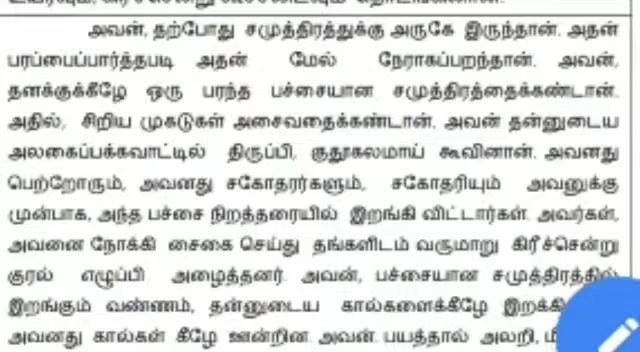 அவன், தற்போது சமுத்திரத்துக்கு அருகே இருந்தான். அதன்
பரப்பைப்பார்த்தபடி அதன் மேல் நேராகப்பறந்தான். அவன்,
தனக்குக்கீழே ஒரு பரந்த பச்சையான சமுத்திரத்தைக்கண்டான்.
அதில், சிறிய முகடுகள் அசைவதைக்கண்டான். அவன் தன்னுடைய
அலகைப்பக்கவாட்டில் திருப்பி, குதூகலமாய் கூவினான். அவனது
பெற்றோரும், அவனது சகோதரர்களும், சகோதரியும் அவனுக்கு
முன்பாக, அந்த பச்சை நிறத்தரையில் இறங்கி விட்டார்கள். அவர்கள்,
அவனை நோக்கி சைகை செய்து தங்களிடம் வருமாறு கிரீச்சென்று
குரல் எழுப்பி அழைத்தனர். அவன், பச்சையான சமுத்திரத்தில்
இறங்கும் வண்ணம், தன்னுடைய கால்களைக்கீழே
அவனது கால்கள் கீழே ஊன்றின. அவன் பயத்தால் அலறி,